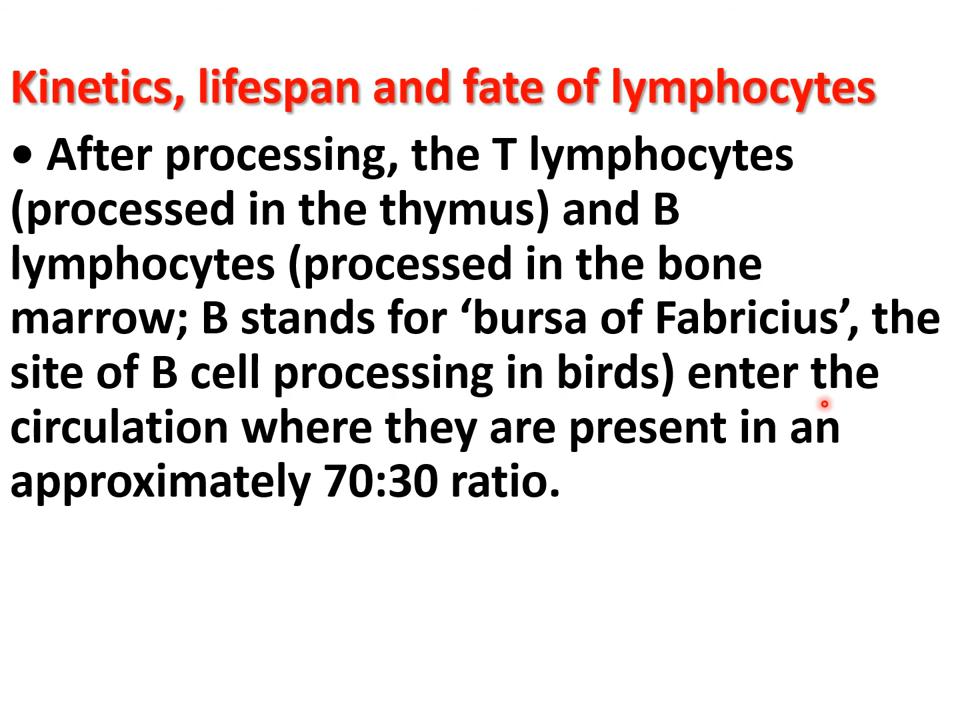 Kinetics, lifespan and fate of lymphocytes
• After processing, the T lymphocytes
(processed in the thymus) and B
lymphocytes (processed in the bone
marrow; B stands for ‘bursa of Fabricius’, the
site of B cell processing in birds) enter the
circulation where they are present in an
approximately 70:30 ratio.